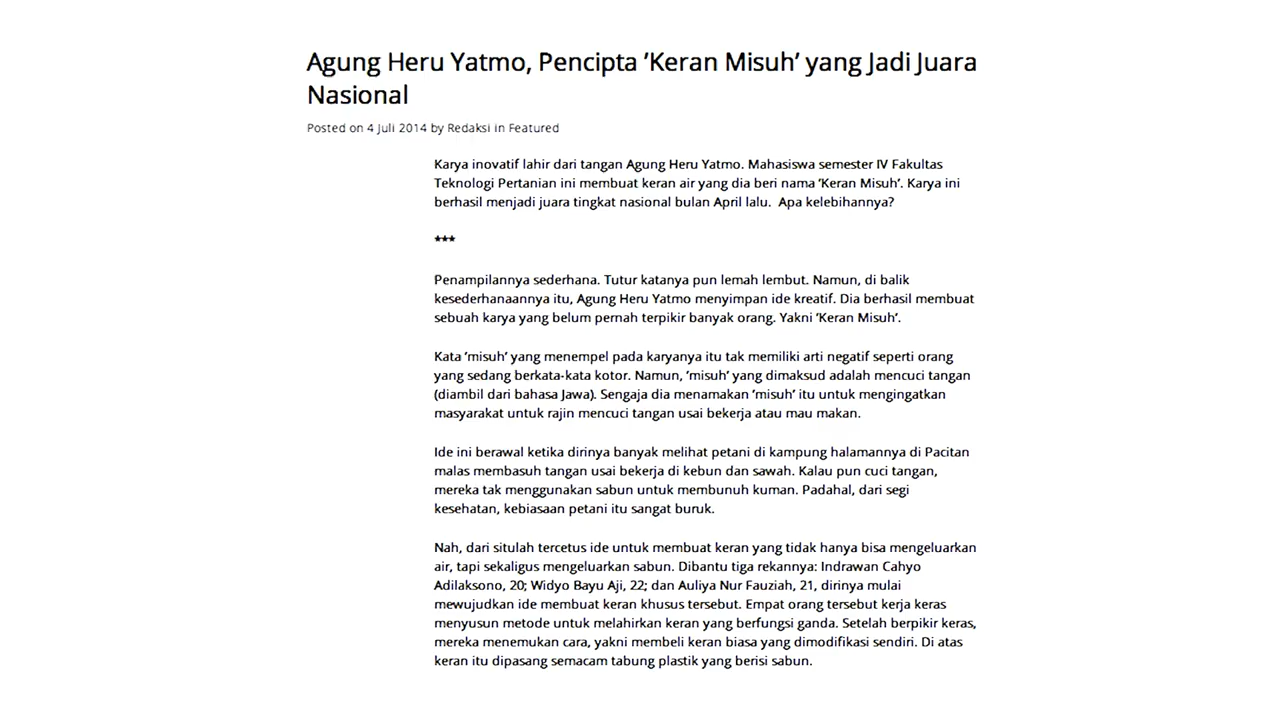 Agung Heru Yatmo, Pencipta ’Keran Misuh’ yang Jadi Juara
Nasional
Posted on 4 Juli 2014 by Redaksi in Featured
Karya inovatif lahir dari tangan Agung Heru Yatmo. Mahasiswa semester IV Fakultas
Teknologi Pertanian ini membuat keran air yang dia beri nama ‘Keran Misuh’. Karya ini
berhasil menjadi juara tingkat nasional bulan April lalu.  Apa kelebihannya?
***
Penampilannya sederhana. Tutur katanya pun lemah lembut. Namun, di balik
kesederhanaannya itu, Agung Heru Yatmo menyimpan ide kreatif. Dia berhasil membuat
sebuah karya yang belum pernah terpikir banyak orang. Yakni ‘Keran Misuh’.
Kata ’misuh’ yang menempel pada karyanya itu tak memiliki arti negatif seperti orang
yang sedang berkata-kata kotor. Namun, ’misuh’ yang dimaksud adalah mencuci tangan
(diambil dari bahasa Jawa). Sengaja dia menamakan ’misuh’ itu untuk mengingatkan
masyarakat untuk rajin mencuci tangan usai bekerja atau mau makan.
Ide ini berawal ketika dirinya banyak melihat petani di kampung halamannya di Pacitan
malas membasuh tangan usai bekerja di kebun dan sawah. Kalau pun cuci tangan,
mereka tak menggunakan sabun untuk membunuh kuman. Padahal, dari segi
kesehatan, kebiasaan petani itu sangat buruk.
Nah, dari situlah tercetus ide untuk membuat keran yang tidak hanya bisa mengeluarkan
air, tapi sekaligus mengeluarkan sabun. Dibantu tiga rekannya: Indrawan Cahyo
Adilaksono, 20; Widyo Bayu Aji, 22; dan Auliya Nur Fauziah, 21, dirinya mulai
mewujudkan ide membuat keran khusus tersebut. Empat orang tersebut kerja keras
menyusun metode untuk melahirkan keran yang berfungsi ganda. Setelah berpikir keras,
mereka menemukan cara, yakni membeli keran biasa yang dimodifikasi sendiri. Di atas
keran itu dipasang semacam tabung plastik yang berisi sabun.